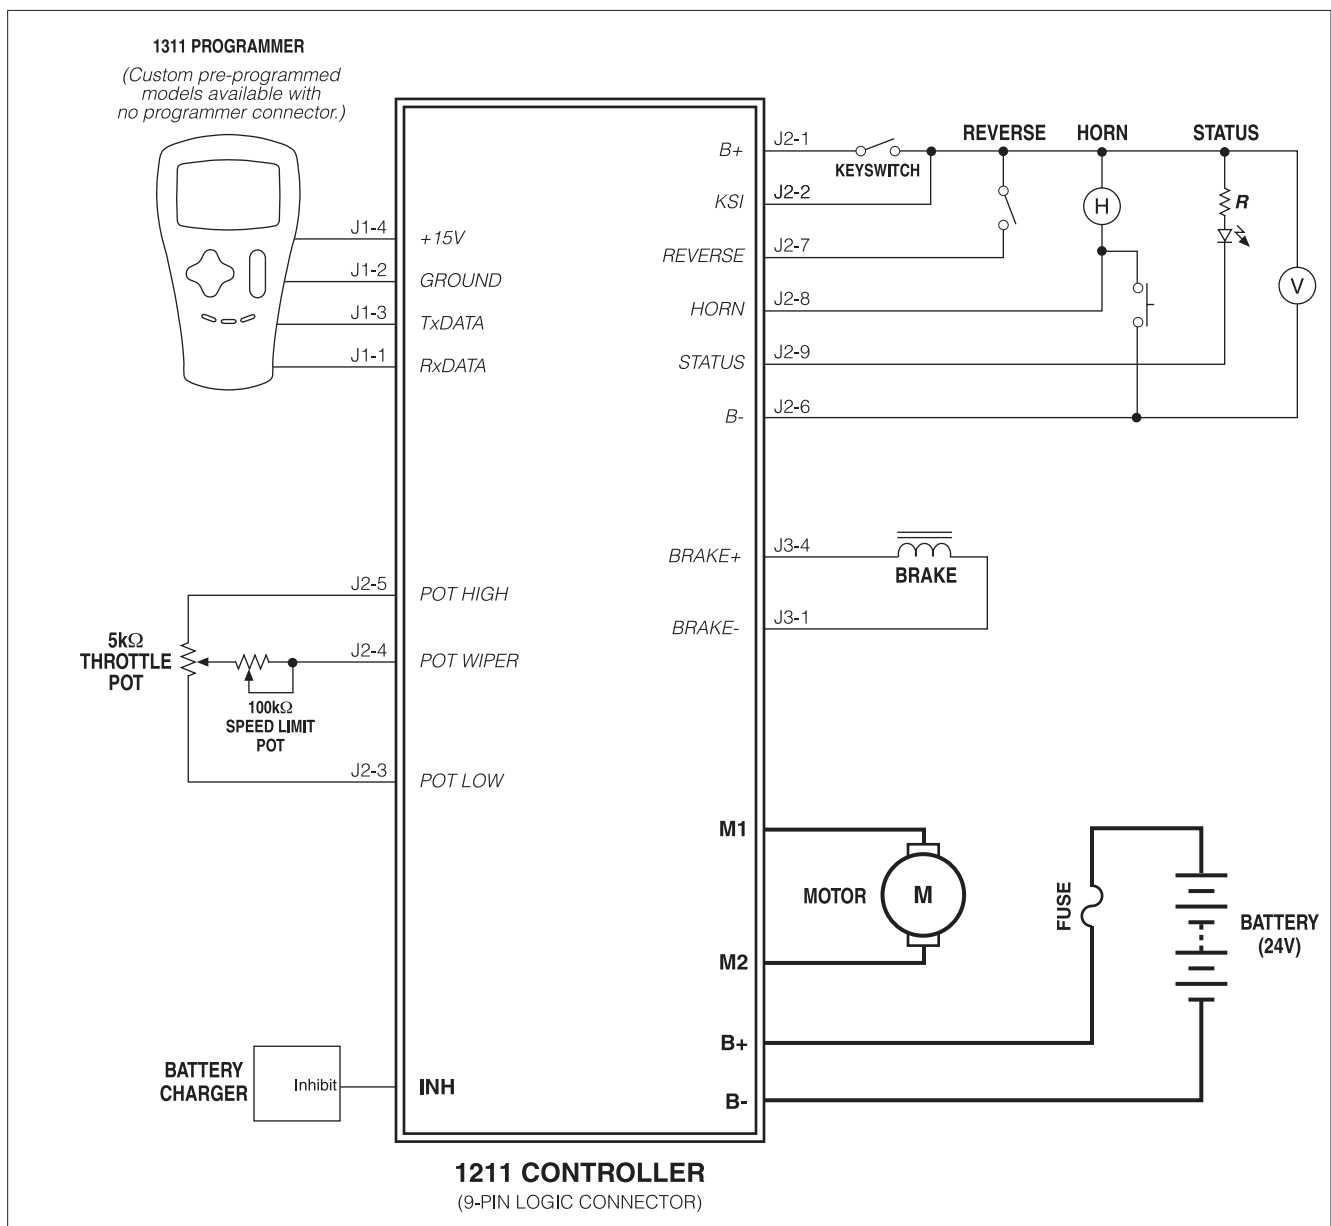 1311 PROGRAMMER
(Custom pre-programmed
models available with
no programmer connector.)
J1-4
+15V
J1-2
GROUND
J1-3
TxDATA
J1-1
RxDATA
B+
J2-1
KEYSWITCH
REVERSE
HORN
STATUS
KSI
J2-2
H
R
REVERSE
J2-7
V
HORN
J2-8
STATUS
J2-9
B-
J2-6
BRAKE+
J3-4
BRAKE
BRAKE-
J3-1
J2-5
POT HIGH
5kΩ
THROTTLE
POT
J2-4
POT WIPER
100kΩ
SPEED LIMIT
POT
J2-3
POT LOW
M1
MOTOR
M
M2
FUSE
BATTERY
(24V)
B+
B-
BATTERY
CHARGER
Inhibit
INH
1211 CONTROLLER
(9-PIN LOGIC CONNECTOR)